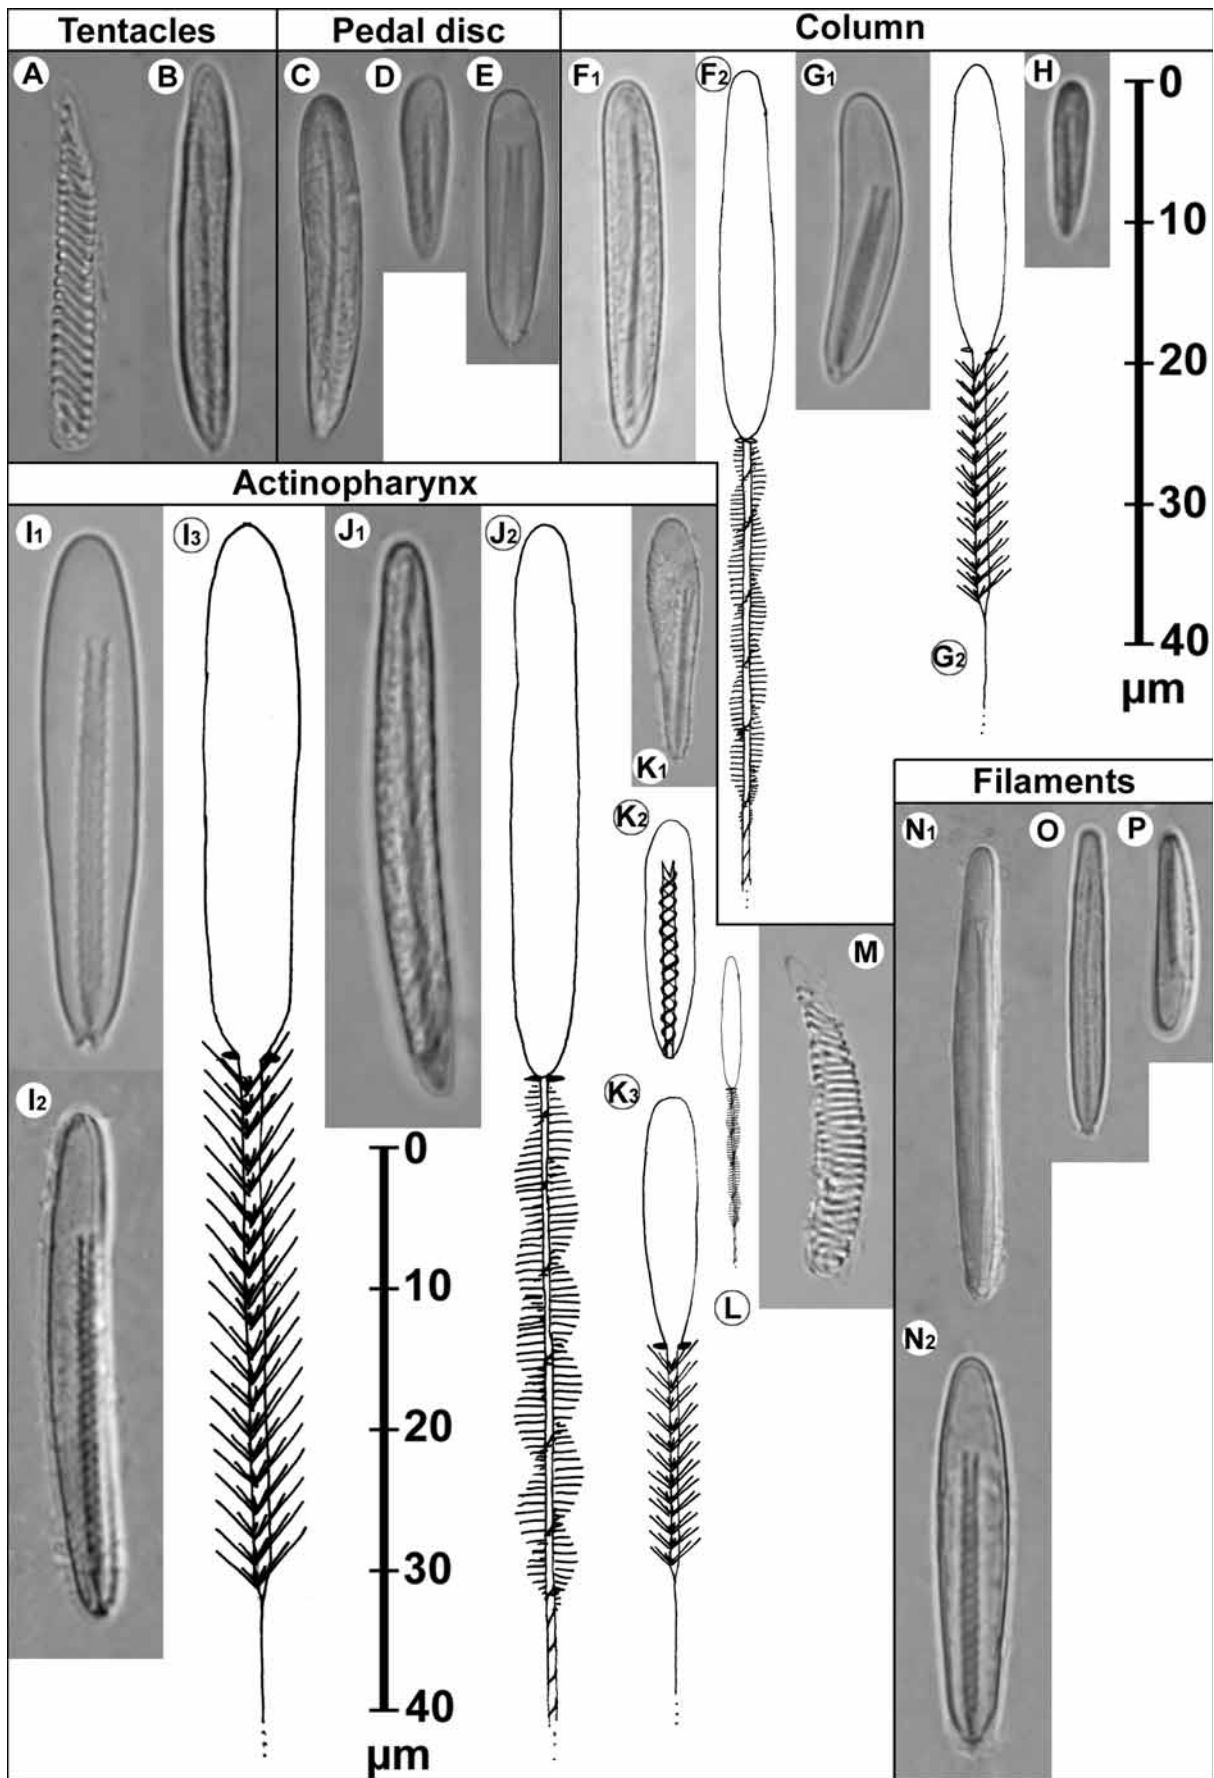 Tentacles
Pedal disc
Column
A
B
C
D
E
F1
F2
G1
H
0
10
20
30
40
µm
G2
Actinopharynx
I1
I3
J1
J2
K1
K2
K3
L
M
I2
0
10
20
30
40
µm
Filaments
N1
O
P
N2